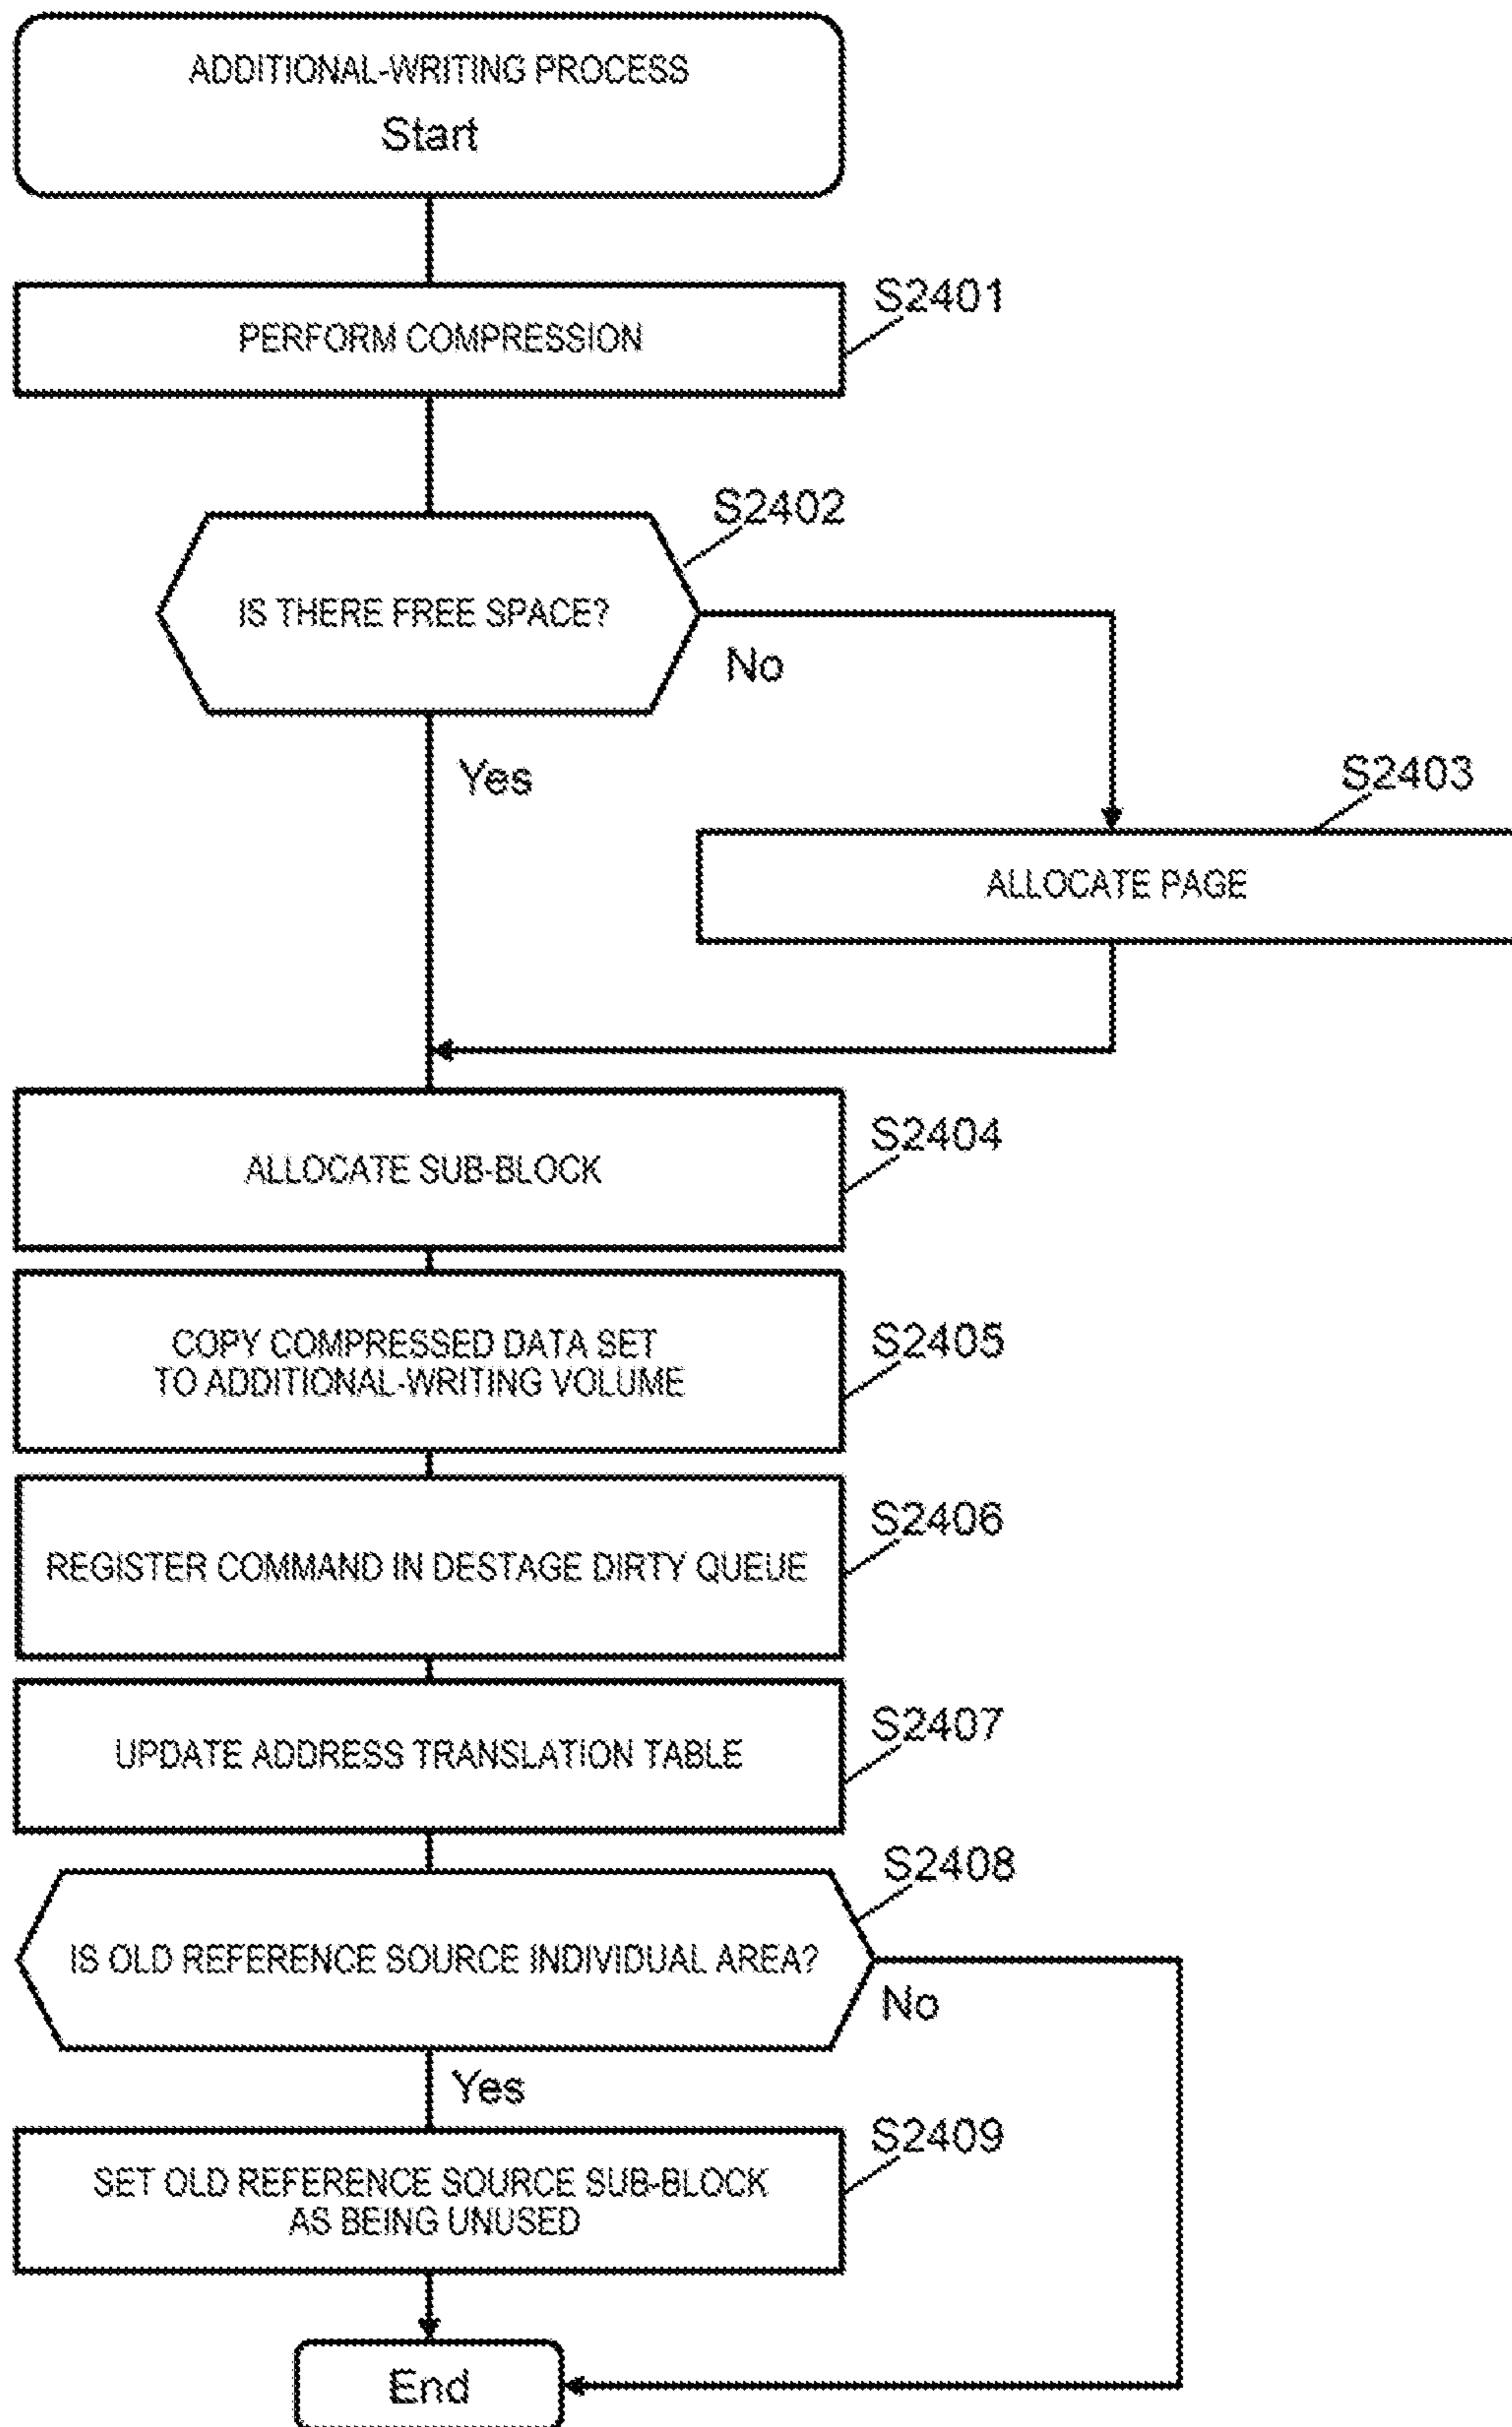 ADDITIONAL-WRITING PROCESS
Start
S2401
PERFORM COMPRESSION
S2402
IS THERE FREE SPACE?
No
Yes
S2403
ALLOCATE PAGE
S2404
ALLOCATE SUB-BLOCK
S2405
COPY COMPRESSED DATA SET
TO ADDITIONAL-WRITING VOLUME
S2406
REGISTER COMMAND IN DESTAGE DIRTY QUEUE
S2407
UPDATE ADDRESS TRANSLATION TABLE
S2408
IS OLD REFERENCE SOURCE INDIVIDUAL AREA?
No
Yes
S2409
SET OLD REFERENCE SOURCE SUB-BLOCK
AS BEING UNUSED
End